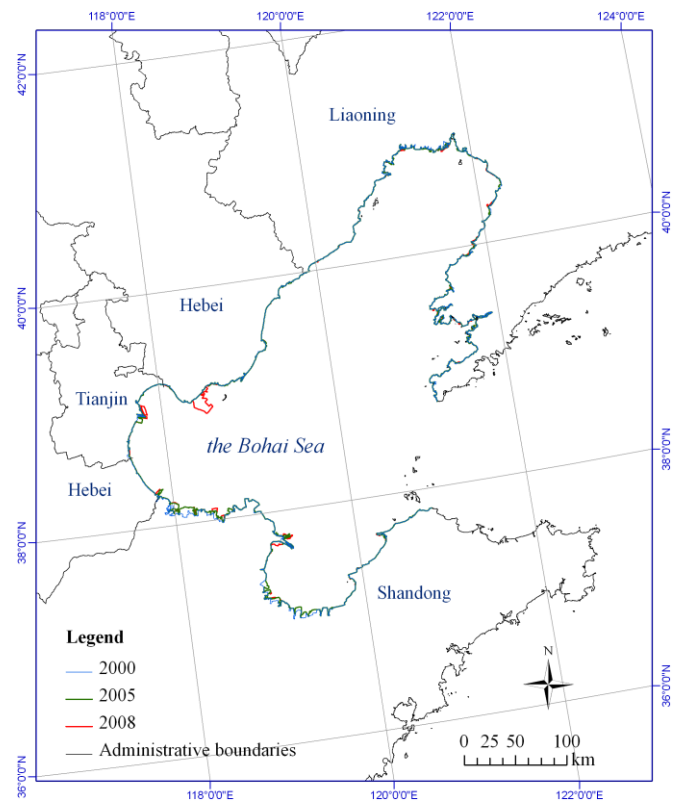 118°0'0"E 120°0'0"E 122°0'0"E 124°0'0"E
42°0'0"N
Liaoning
40°0'0"N
40°0'0"N
Hebei
Tianjin
the Bohai Sea
38°0'0"N
Hebei
38°0'0"N
Shandong
Legend
2000
2005
2008
Administrative boundaries
N
36°0'0"N
0 25 50 100
km
36°0'0"N
118°0'0"E 120°0'0"E 122°0'0"E